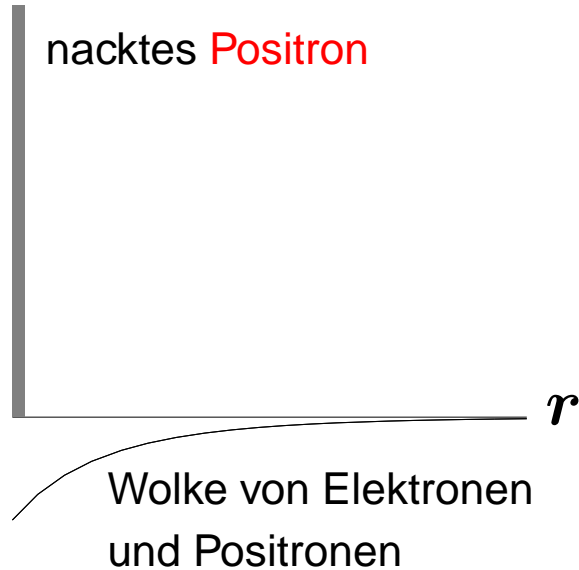 nacktes Positron
r
Wolke von Elektronen
und Positronen